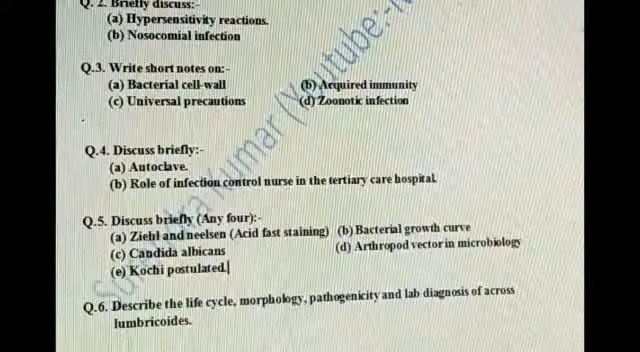 Q. 2. Briefly discuss:-
(a) Hypersensitivity reactions.
(b) Nosocomial infection
Q.3. Write short notes on:-
(a) Bacterial cell-wall (b) Acquired immunity
(c) Universal precautions (d) Zoonotic infection
Q.4. Discuss briefly:-
(a) Autoclave.
(b) Role of infection control nurse in the tertiary care hospital.
Q.5. Discuss briefly (Any four):-
(a) Ziehl and neelsen (Acid fast staining) (b) Bacterial growth curve
(c) Candida albicans (d) Arthropod vector in microbiology
(e) Kochi postulated.
Q.6. Describe the life cycle, morphology, pathogenicity and lab diagnosis of across
lumbricoides.
Kumar (Youtube:-